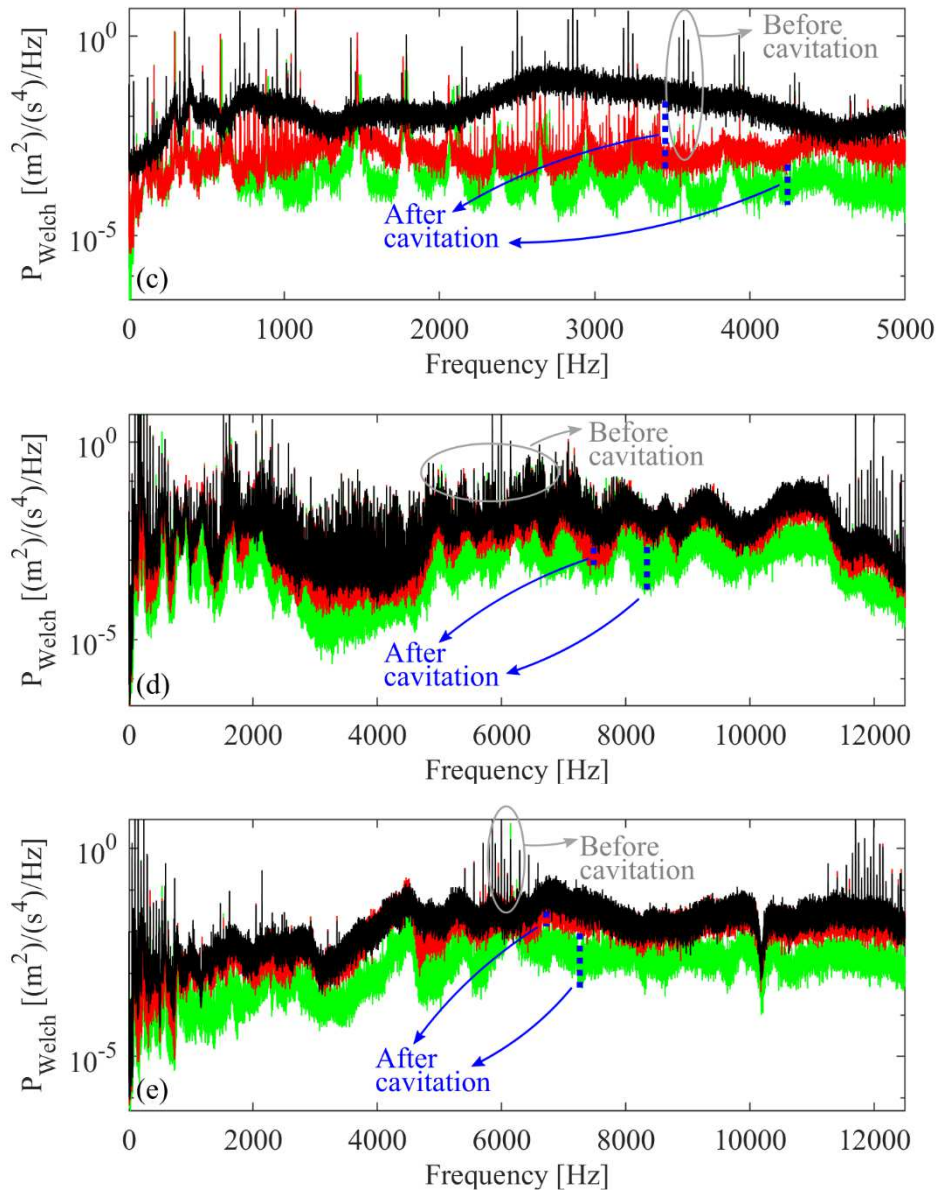 10^0
10^-5
P_Welch [(m^2)/(s^4)/Hz]
Before
cavitation
After
cavitation
(c)
0 1000 2000 3000 4000 5000
Frequency [Hz]
10^0
10^-5
P_Welch [(m^2)/(s^4)/Hz]
Before
cavitation
After
cavitation
(d)
0 2000 4000 6000 8000 10000 12000
Frequency [Hz]
10^0
10^-5
P_Welch [(m^2)/(s^4)/Hz]
Before
cavitation
After
cavitation
(e)
0 2000 4000 6000 8000 10000 12000
Frequency [Hz]